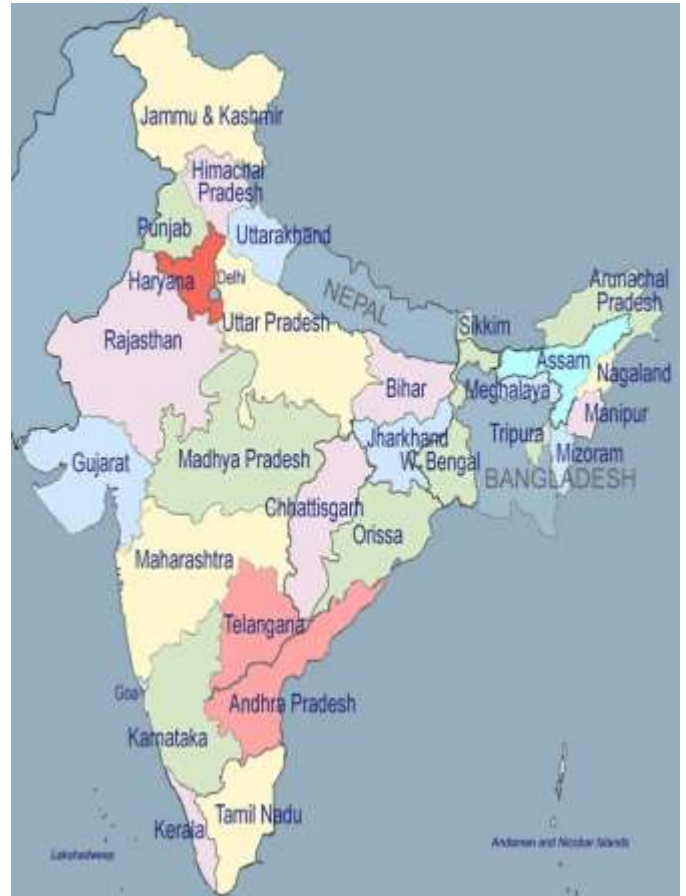 Jammu & Kashmir
Himachal
Pradesh
Punjab
Uttarakhand
Haryana
Delhi
NEPAL
Arunachal
Pradesh
Sikkim
Uttar Pradesh
Rajasthan
Assam
Bihar
Nagaland
Meghalaya
Manipur
Jharkhand
Tripura
Mizoram
Gujarat
Madhya Pradesh
W. Bengal
BANGLADESH
Chhattisgarh
Orissa
Maharashtra
Telangana
Goa
Andhra Pradesh
Karnataka
Tamil Nadu
Kerala
Lakshadweep
Andaman and Nicobar Islands